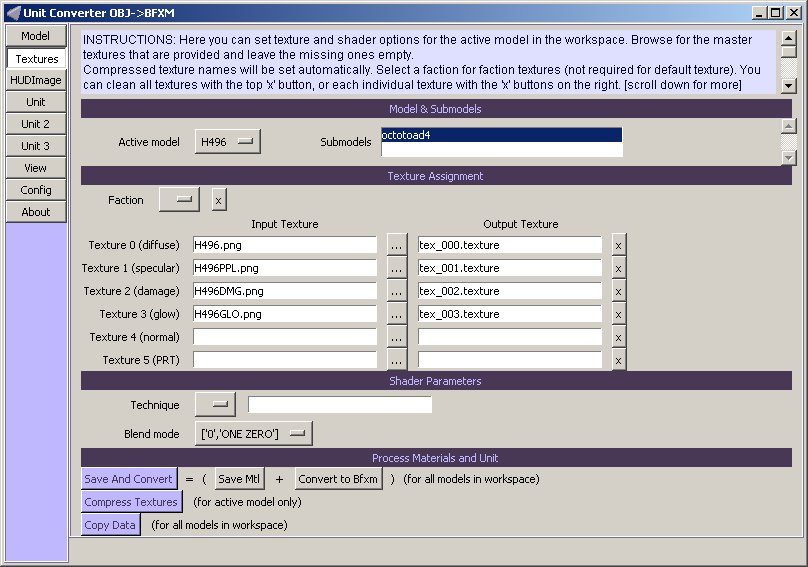 Unit Converter OBJ->BFXM
Model
Textures
HUDImage
Unit
Unit 2
Unit 3
View
Config
About
INSTRUCTIONS: Here you can set texture and shader options for the active model in the workspace. Browse for the master
textures that are provided and leave the missing ones empty.
Compressed texture names will be set automatically. Select a faction for faction textures (not required for default texture). You
can clean all textures with the top 'x' button, or each individual texture with the 'x' buttons on the right. [scroll down for more]
Model & Submodels
Active model H496 Submodels octotoad4
Texture Assignment
Faction x
Input Texture Output Texture
Texture 0 (diffuse) H496.png ... tex_000.texture x
Texture 1 (specular) H496PPL.png ... tex_001.texture x
Texture 2 (damage) H496DMG.png ... tex_002.texture x
Texture 3 (glow) H496GLO.png ... tex_003.texture x
Texture 4 (normal) ... x
Texture 5 (PRT) ... x
Shader Parameters
Technique
Blend mode ['0','ONE ZERO']
Process Materials and Unit
Save And Convert = ( Save Mtl + Convert to Bfxm ) (for all models in workspace)
Compress Textures (for active model only)
Copy Data (for all models in workspace)